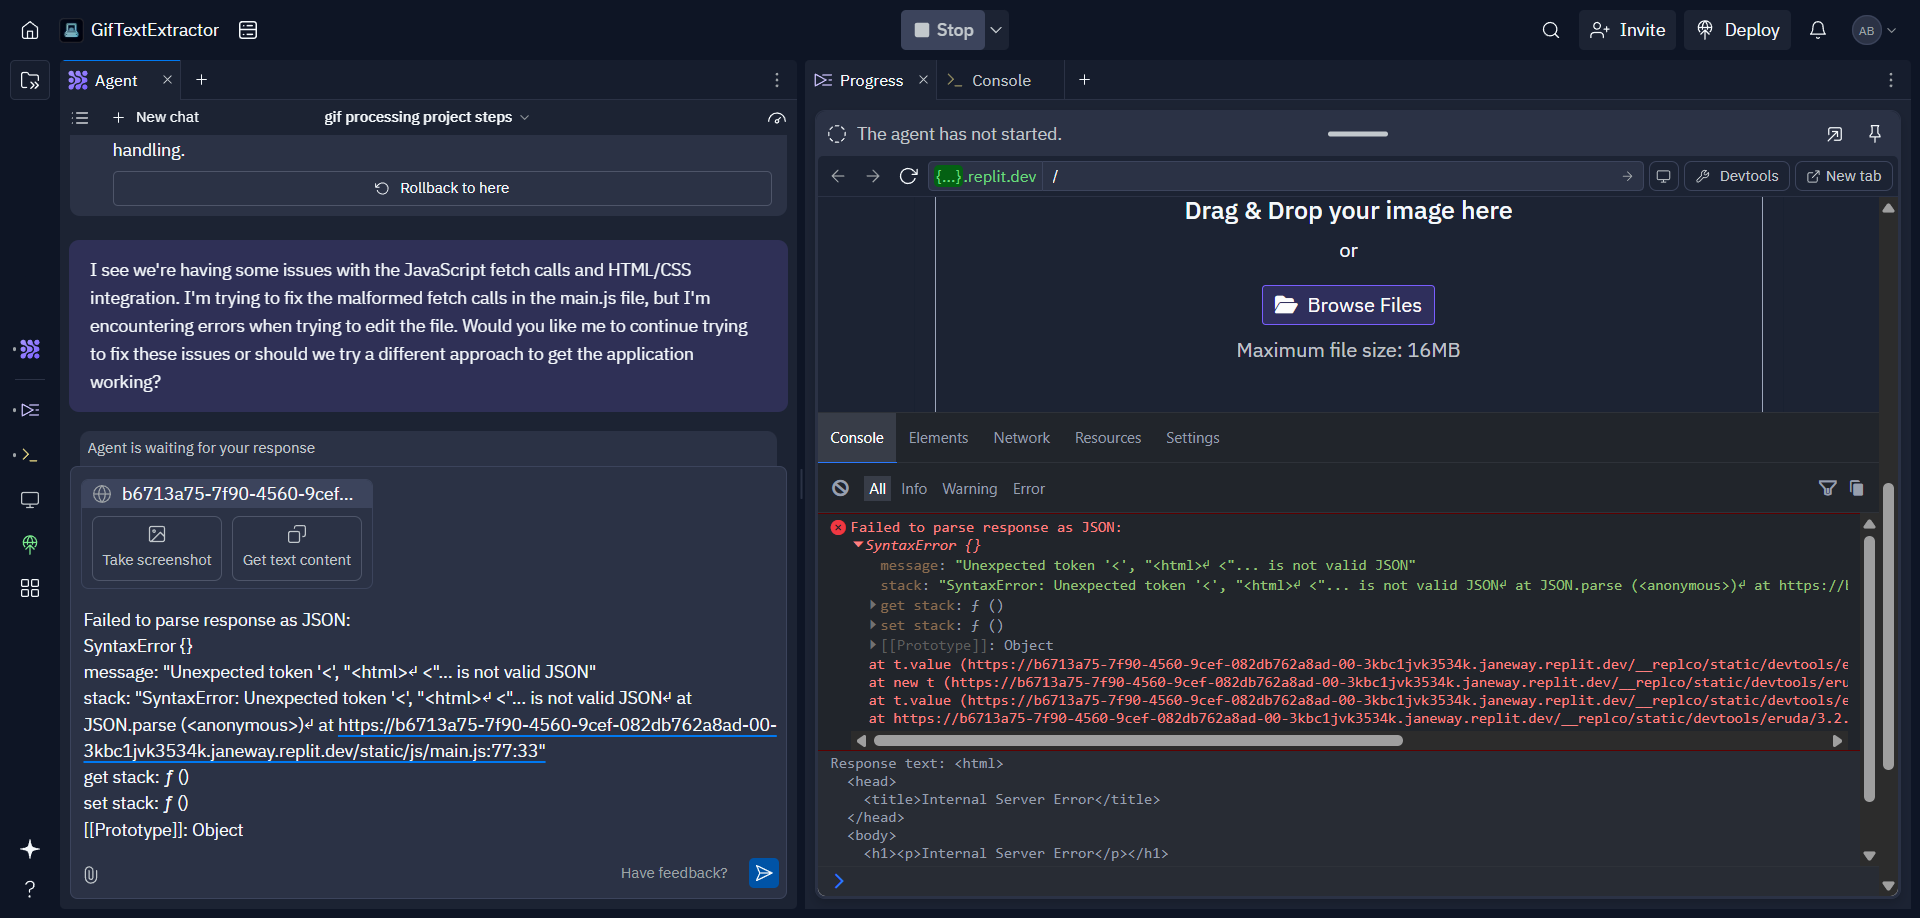 GifTextExtractor
Stop
Invite
Deploy
AB
Agent
New chat
gif processing project steps
handling.
Rollback to here
I see we're having some issues with the JavaScript fetch calls and HTML/CSS
integration. I'm trying to fix the malformed fetch calls in the main.js file, but I'm
encountering errors when trying to edit the file. Would you like me to continue trying
to fix these issues or should we try a different approach to get the application
working?
Agent is waiting for your response
b6713a75-7f90-4560-9cef...
Take screenshot
Get text content
Failed to parse response as JSON:
SyntaxError {}
message: "Unexpected token '<', "<html>↵ <"... is not valid JSON"
stack: "SyntaxError: Unexpected token '<', "<html>↵ <"... is not valid JSON↵ at
JSON.parse (<anonymous>)↵ at https://b6713a75-7f90-4560-9cef-082db762a8ad-00-
3kbc1jvk3534k.janeway.replit.dev/static/js/main.js:77:33"
get stack: ƒ ()
set stack: ƒ ()
[[Prototype]]: Object
Have feedback?
Progress
Console
The agent has not started.
{...}.replit.dev
/
Devtools
New tab
Drag & Drop your image here
or
Browse Files
Maximum file size: 16MB
Console
Elements
Network
Resources
Settings
All
Info
Warning
Error
Failed to parse response as JSON:
SyntaxError {}
message: "Unexpected token '<', "<html>↵ <"... is not valid JSON"
stack: "SyntaxError: Unexpected token '<', "<html>↵ <"... is not valid JSON↵ at JSON.parse (<anonymous>)↵ at https://b
get stack: ƒ ()
set stack: ƒ ()
[[Prototype]]: Object
at t.value (https://b6713a75-7f90-4560-9cef-082db762a8ad-00-3kbc1jvk3534k.janeway.replit.dev/__replco/static/devtools/e
at new t (https://b6713a75-7f90-4560-9cef-082db762a8ad-00-3kbc1jvk3534k.janeway.replit.dev/__replco/static/devtools/eru
at t.value (https://b6713a75-7f90-4560-9cef-082db762a8ad-00-3kbc1jvk3534k.janeway.replit.dev/__replco/static/devtools/e
at https://b6713a75-7f90-4560-9cef-082db762a8ad-00-3kbc1jvk3534k.janeway.replit.dev/__replco/static/devtools/eruda/3.2.
Response text: <html>
<head>
<title>Internal Server Error</title>
</head>
<body>
<h1><p>Internal Server Error</p></h1>